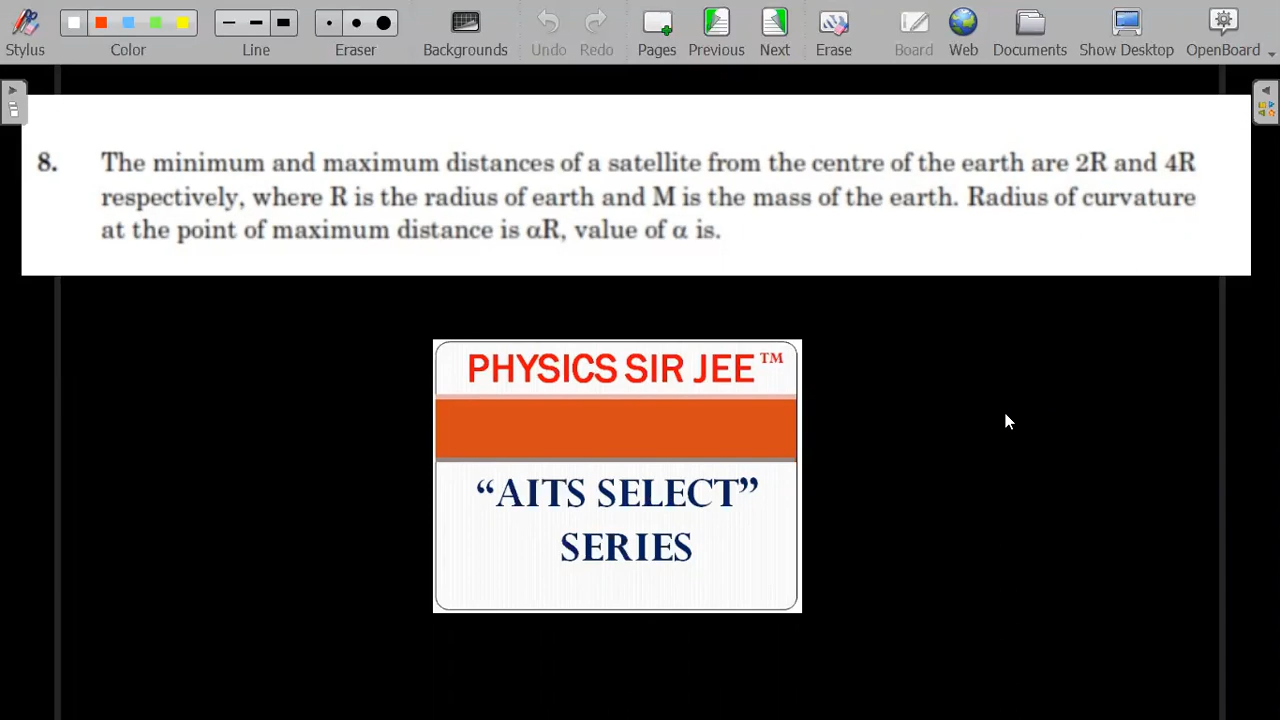 Stylus
Color
Line
Eraser
Backgrounds
Undo
Redo
Pages
Previous
Next
Erase
Board
Web
Documents
Show Desktop
OpenBoard
8. The minimum and maximum distances of a satellite from the centre of the earth are 2R and 4R
respectively, where R is the radius of earth and M is the mass of the earth. Radius of curvature
at the point of maximum distance is αR, value of α is.
PHYSICS SIR JEE™
“AITS SELECT”
SERIES